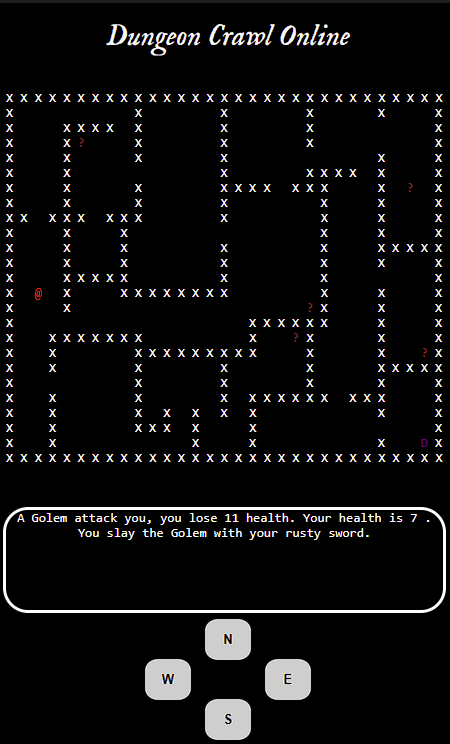 Dungeon Crawl Online
x x x x x x x x x x x x x x x x x x x x x x x x x x x x x x x
x                 x           x           x         x       x
x       x x x x   x           x           x                 x
x       x ?       x           x           x                 x
x       x         x           x                     x       x
x       x                     x           x x x x   x       x
x       x         x           x x x x   x x x       x   ?   x
x       x         x           x             x       x       x
x x   x x x   x x x           x             x       x       x
x       x       x                           x       x       x
x       x       x             x             x       x x x x x
x       x       x             x             x       x       x
x       x x x x x             x             x               x
x   @   x       x x x x x x x x             x       x       x
x       x                                 ? x       x       x
x                                 x x x x x x       x       x
x     x x x x x x x               x     ? x         x       x
x     x           x x x x x x x x x       x         x     ? x
x     x           x           x           x         x x x x x
x                 x           x           x         x       x
x     x           x           x   x x x x x x   x x x       x
x     x           x   x   x   x   x                 x       x
x     x           x x x   x       x                         x
x     x                   x       x                 x     D x
x x x x x x x x x x x x x x x x x x x x x x x x x x x x x x x
A Golem attack you, you lose 11 health. Your health is 7 .
You slay the Golem with your rusty sword.
N
W E
S